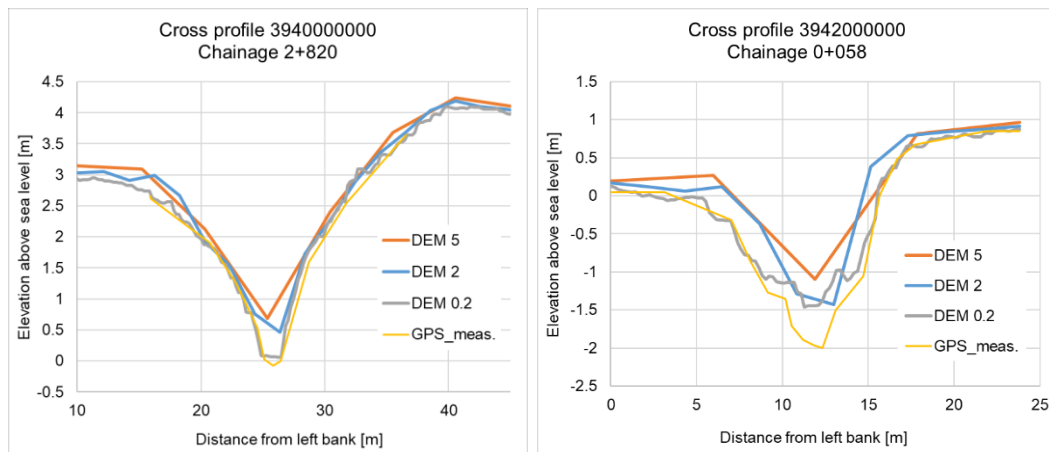 Cross profile 3940000000
Chainage 2+820
Elevation above sea level [m]
4.5
4
3.5
3
2.5
2
1.5
1
0.5
0
-0.5
10
20
30
40
Distance from left bank [m]
DEM 5
DEM 2
DEM 0.2
GPS_meas.
Cross profile 3942000000
Chainage 0+058
Elevation above sea level [m]
1.5
1
0.5
0
-0.5
-1
-1.5
-2
-2.5
0
5
10
15
20
25
Distance from left bank [m]
DEM 5
DEM 2
DEM 0.2
GPS_meas.